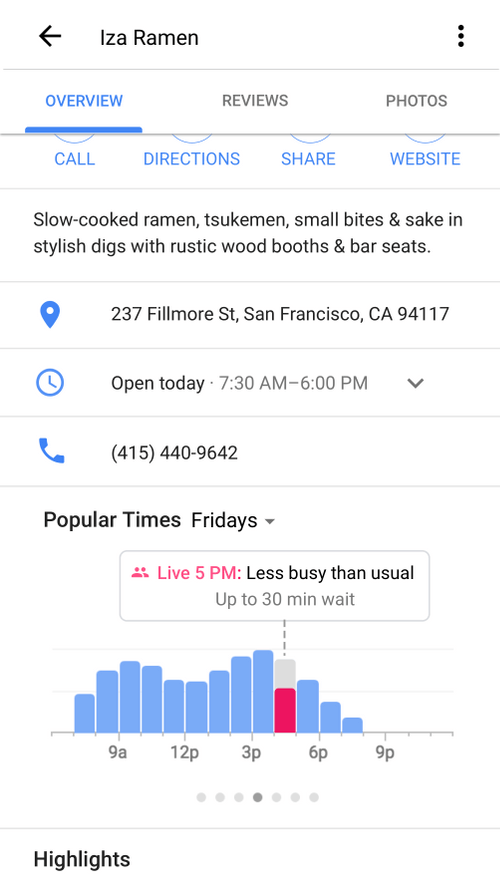 Iza Ramen
OVERVIEW REVIEWS PHOTOS
CALL DIRECTIONS SHARE WEBSITE
Slow-cooked ramen, tsukemen, small bites & sake in
stylish digs with rustic wood booths & bar seats.
237 Fillmore St, San Francisco, CA 94117
Open today · 7:30 AM–6:00 PM
(415) 440-9642
Popular Times Fridays
Live 5 PM: Less busy than usual
Up to 30 min wait
9a 12p 3p 6p 9p
Highlights